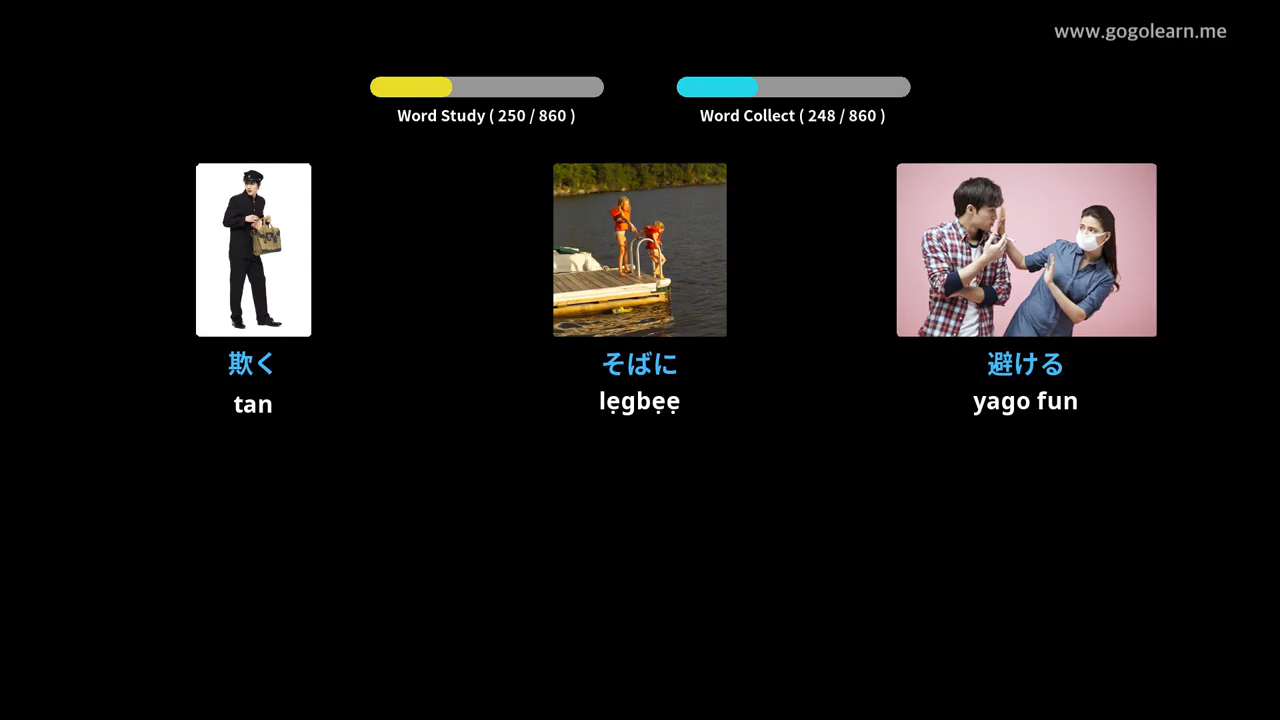 www.gogolearn.me
Word Study ( 250 / 860 )
Word Collect ( 248 / 860 )
欺く
tan
そばに
lẹgbẹẹ
避ける
yago fun